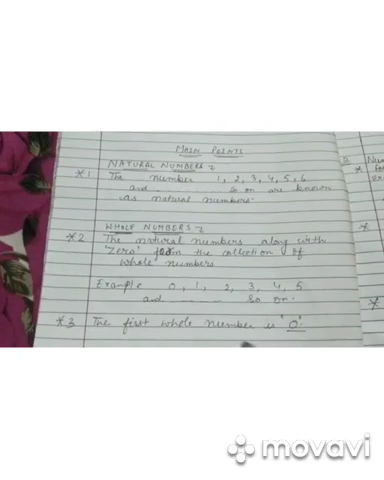 MAIN POINTS
NATURAL NUMBERS :
*1 The number 1, 2, 3, 4, 5, 6
and ............ so on are known
as natural numbers.
WHOLE NUMBERS :
*2 The natural numbers along with
'zero' form the collection of
whole numbers
Example 0, 1, 2, 3, 4, 5
and ............ so on.
*3 The first whole number is '0'.
movavi